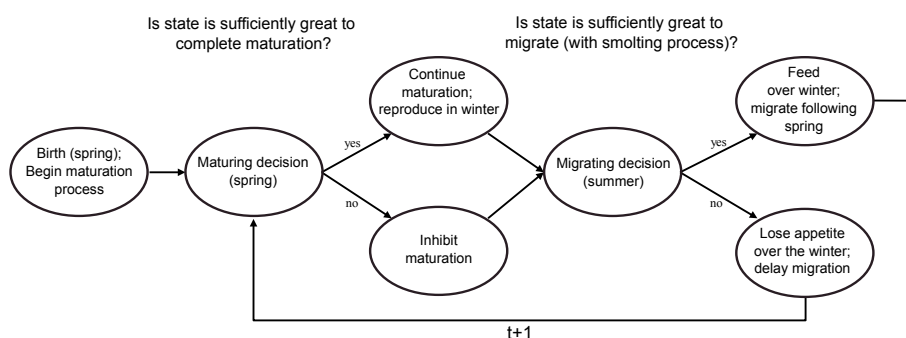 Is state is sufficiently great to
complete maturation?
Is state is sufficiently great to
migrate (with smolting process)?
Birth (spring);
Begin maturation
process
Maturing decision
(spring)
yes
no
Continue
maturation;
reproduce in winter
Inhibit
maturation
Migrating decision
(summer)
yes
no
Feed
over winter;
migrate following
spring
Lose appetite
over the winter;
delay migration
t+1